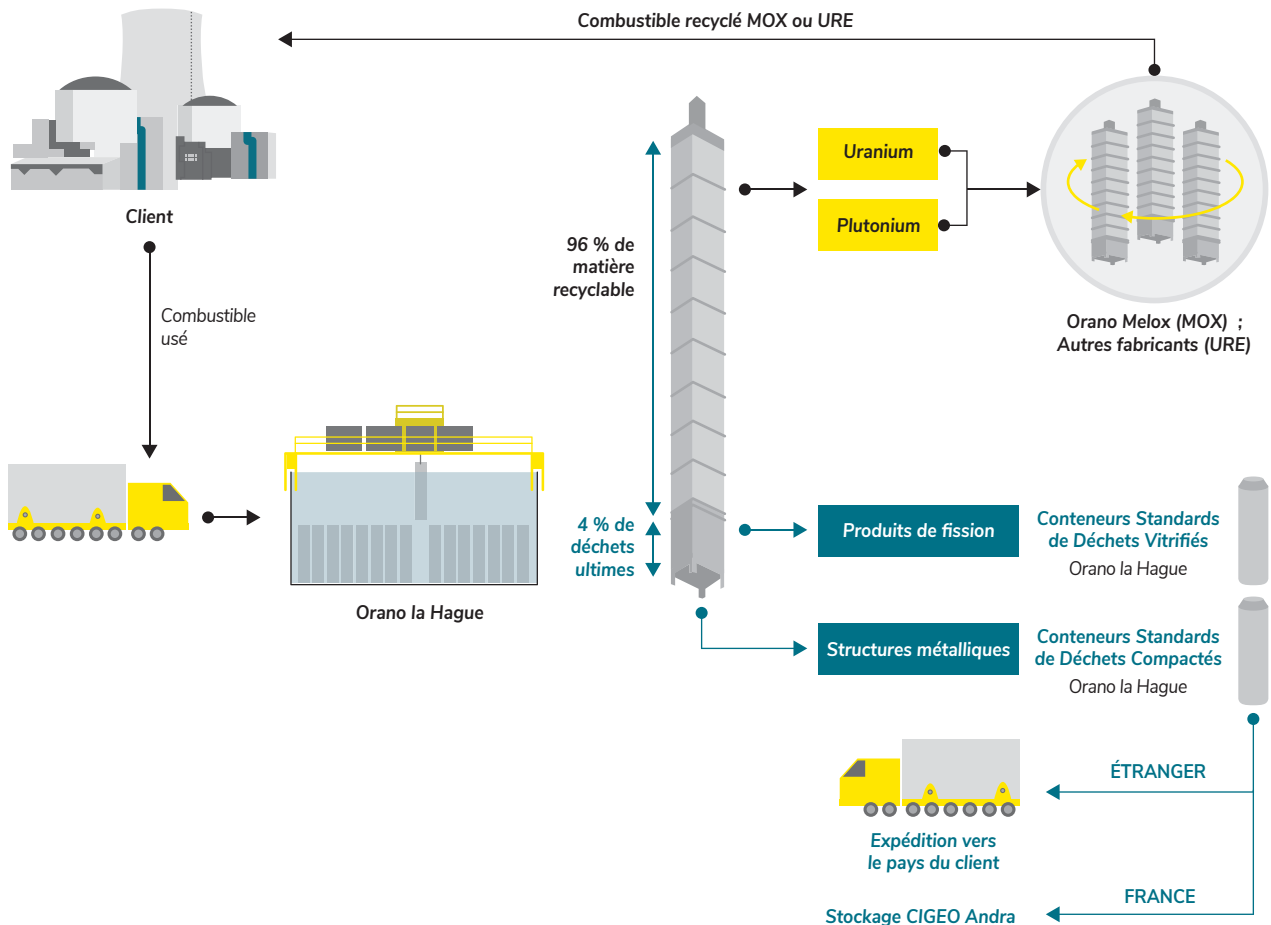 Combustible recyclé MOX ou URE
Client
Combustible
usé
Orano la Hague
96 % de
matière
recyclable
4 % de
déchets
ultimes
Uranium
Plutonium
Orano Melox (MOX) ;
Autres fabricants (URE)
Produits de fission
Conteneurs Standards
de Déchets Vitrifiés
Orano la Hague
Structures métalliques
Conteneurs Standards
de Déchets Compactés
Orano la Hague
ÉTRANGER
Expédition vers
le pays du client
FRANCE
Stockage CIGEO Andra